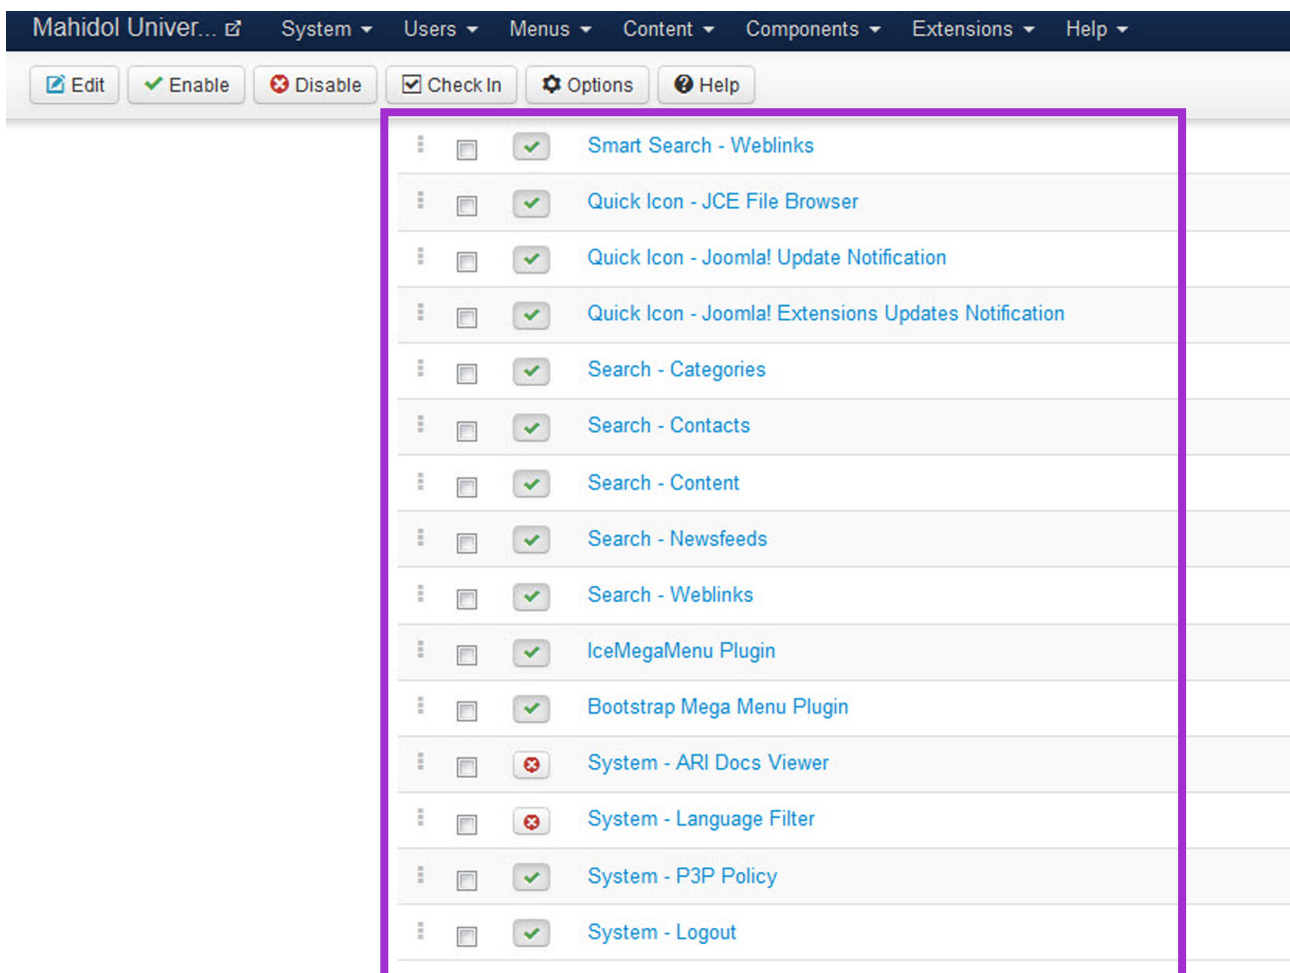 Mahidol Univer... System Users Menus Content Components Extensions Help
Edit Enable Disable Check In Options Help
Smart Search - Weblinks
Quick Icon - JCE File Browser
Quick Icon - Joomla! Update Notification
Quick Icon - Joomla! Extensions Updates Notification
Search - Categories
Search - Contacts
Search - Content
Search - Newsfeeds
Search - Weblinks
IceMegaMenu Plugin
Bootstrap Mega Menu Plugin
System - ARI Docs Viewer
System - Language Filter
System - P3P Policy
System - Logout